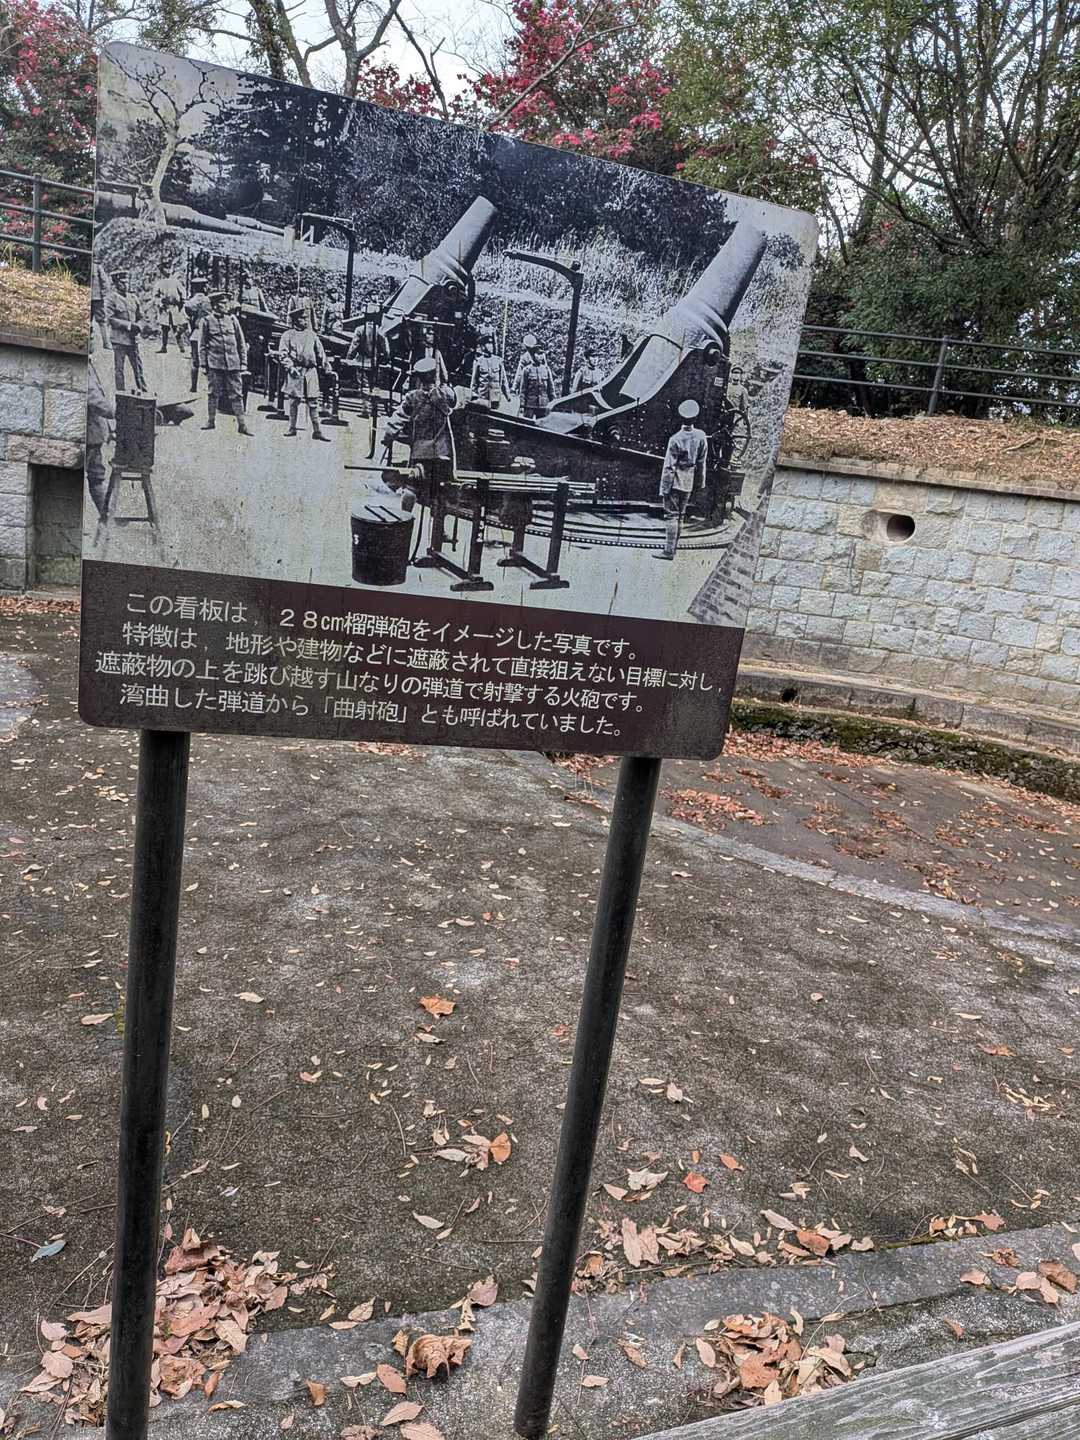 この看板は，２８㎝榴弾砲をイメージした写真です。
特徴は，地形や建物などに遮蔽されて直接狙えない目標に対し，
遮蔽物の上を跳び越す山なりの弾道で射撃する火砲です。
湾曲した弾道から「曲射砲」とも呼ばれていました。